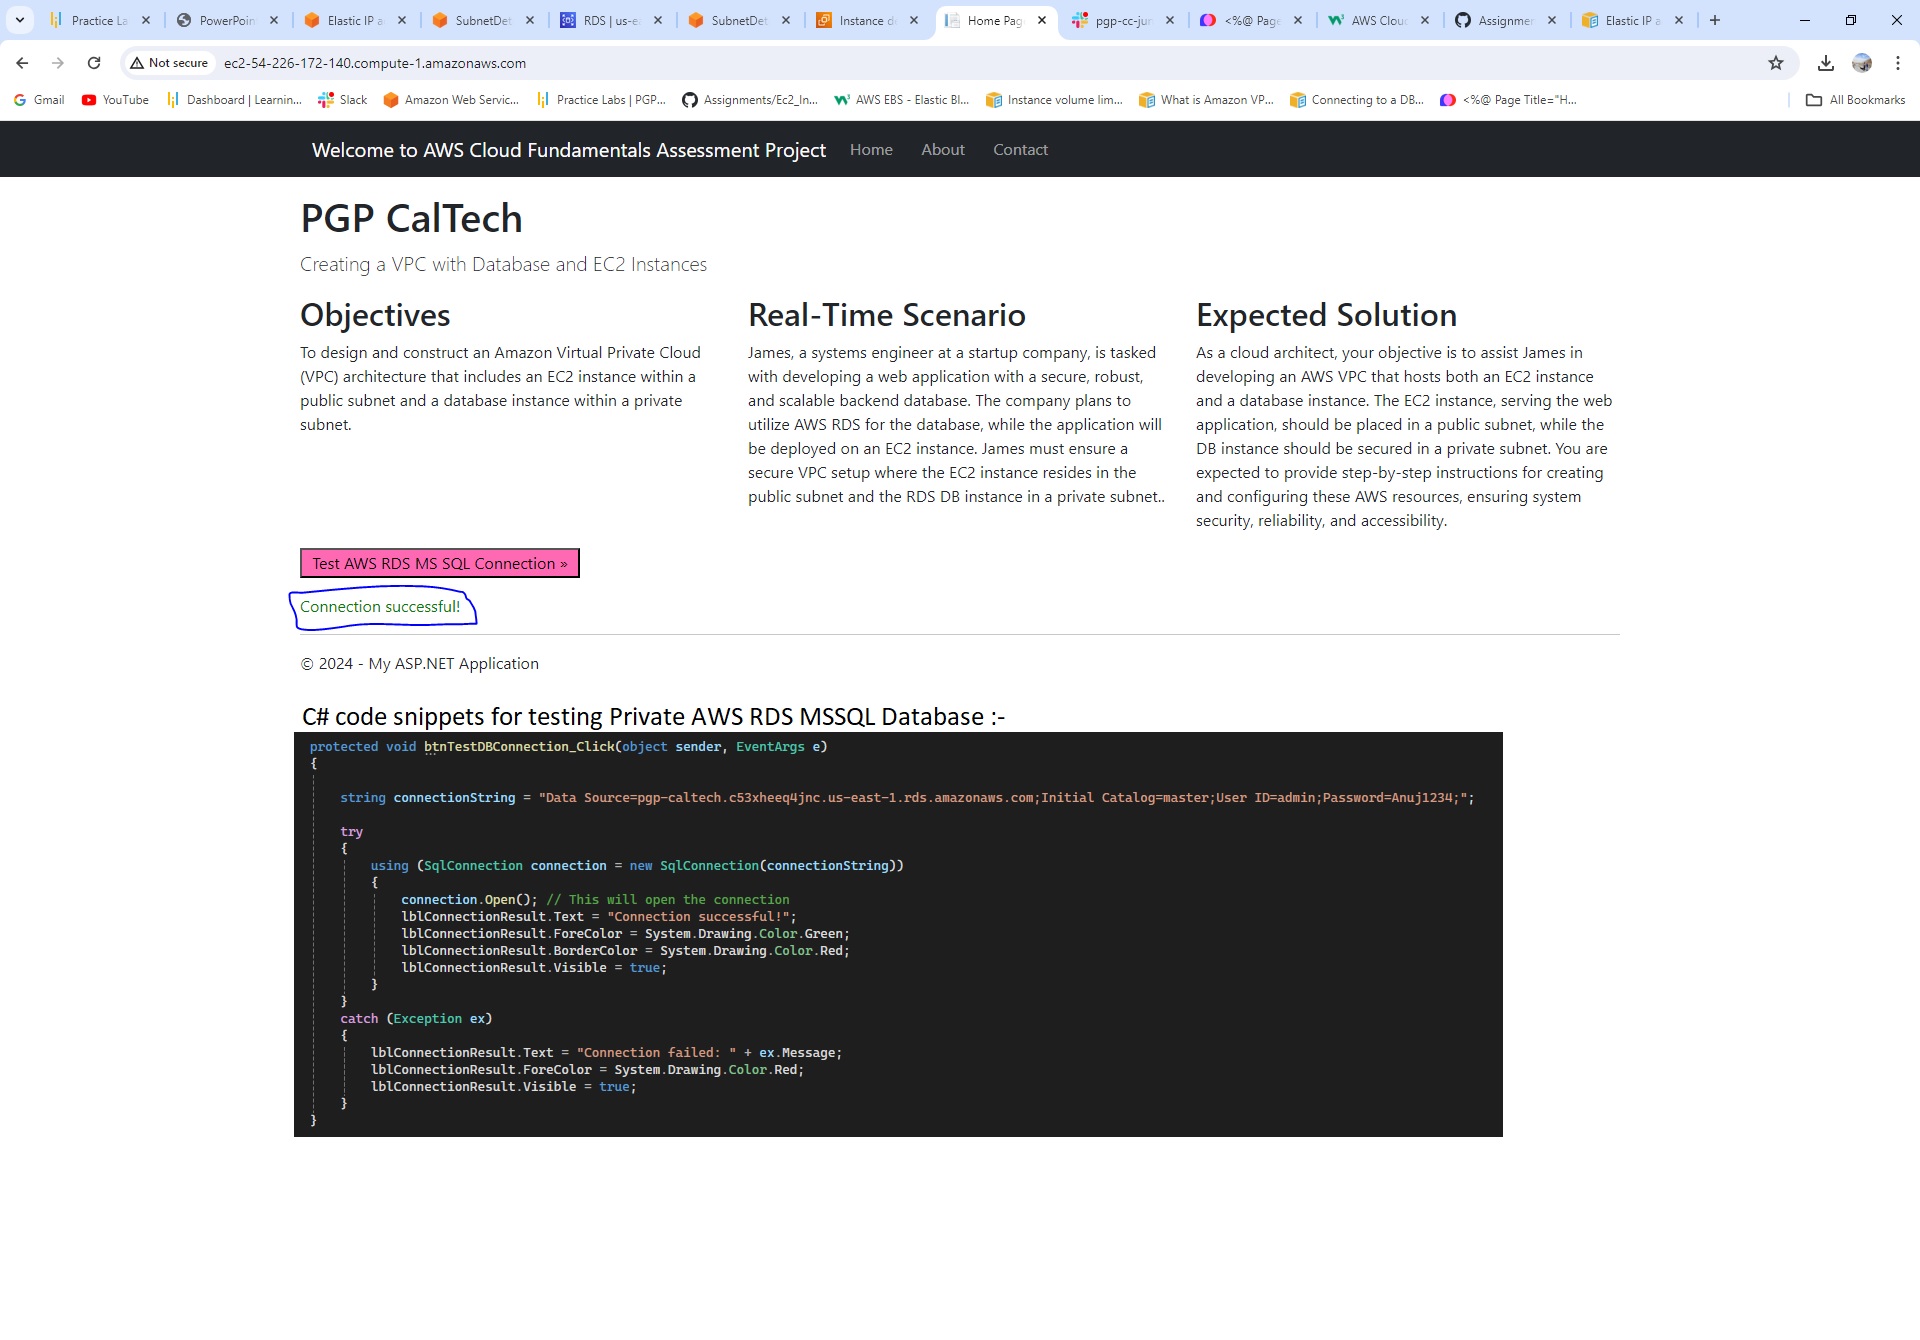 Practice La
PowerPoin
Elastic IP a
SubnetDet
RDS | us-ea
SubnetDet
Instance de
Home Pag
pgp-cc-jun
<%@ Page
AWS Clou
Assignmen
Elastic IP a
Not secure
ec2-54-226-172-140.compute-1.amazonaws.com
Gmail
YouTube
Dashboard | Learnin...
Slack
Amazon Web Servic...
Practice Labs | PGP...
Assignments/Ec2_In...
AWS EBS - Elastic Bl...
Instance volume lim...
What is Amazon VP...
Connecting to a DB...
<%@ Page Title="H...
All Bookmarks
Welcome to AWS Cloud Fundamentals Assessment Project
Home
About
Contact
PGP CalTech
Creating a VPC with Database and EC2 Instances
Objectives
To design and construct an Amazon Virtual Private Cloud
(VPC) architecture that includes an EC2 instance within a
public subnet and a database instance within a private
subnet.
Real-Time Scenario
James, a systems engineer at a startup company, is tasked
with developing a web application with a secure, robust,
and scalable backend database. The company plans to
utilize AWS RDS for the database, while the application will
be deployed on an EC2 instance. James must ensure a
secure VPC setup where the EC2 instance resides in the
public subnet and the RDS DB instance in a private subnet..
Expected Solution
As a cloud architect, your objective is to assist James in
developing an AWS VPC that hosts both an EC2 instance
and a database instance. The EC2 instance, serving the web
application, should be placed in a public subnet, while the
DB instance should be secured in a private subnet. You are
expected to provide step-by-step instructions for creating
and configuring these AWS resources, ensuring system
security, reliability, and accessibility.
Test AWS RDS MS SQL Connection »
Connection successful!
© 2024 - My ASP.NET Application
C# code snippets for testing Private AWS RDS MSSQL Database :-
protected void btnTestDBConnection_Click(object sender, EventArgs e)
{
string connectionString = "Data Source=pgp-caltech.c53xheeq4jnc.us-east-1.rds.amazonaws.com;Initial Catalog=master;User ID=admin;Password=Anuj1234;";
try
{
using (SqlConnection connection = new SqlConnection(connectionString))
{
connection.Open(); // This will open the connection
lblConnectionResult.Text = "Connection successful!";
lblConnectionResult.ForeColor = System.Drawing.Color.Green;
lblConnectionResult.BorderColor = System.Drawing.Color.Red;
lblConnectionResult.Visible = true;
}
}
catch (Exception ex)
{
lblConnectionResult.Text = "Connection failed: " + ex.Message;
lblConnectionResult.ForeColor = System.Drawing.Color.Red;
lblConnectionResult.Visible = true;
}
}